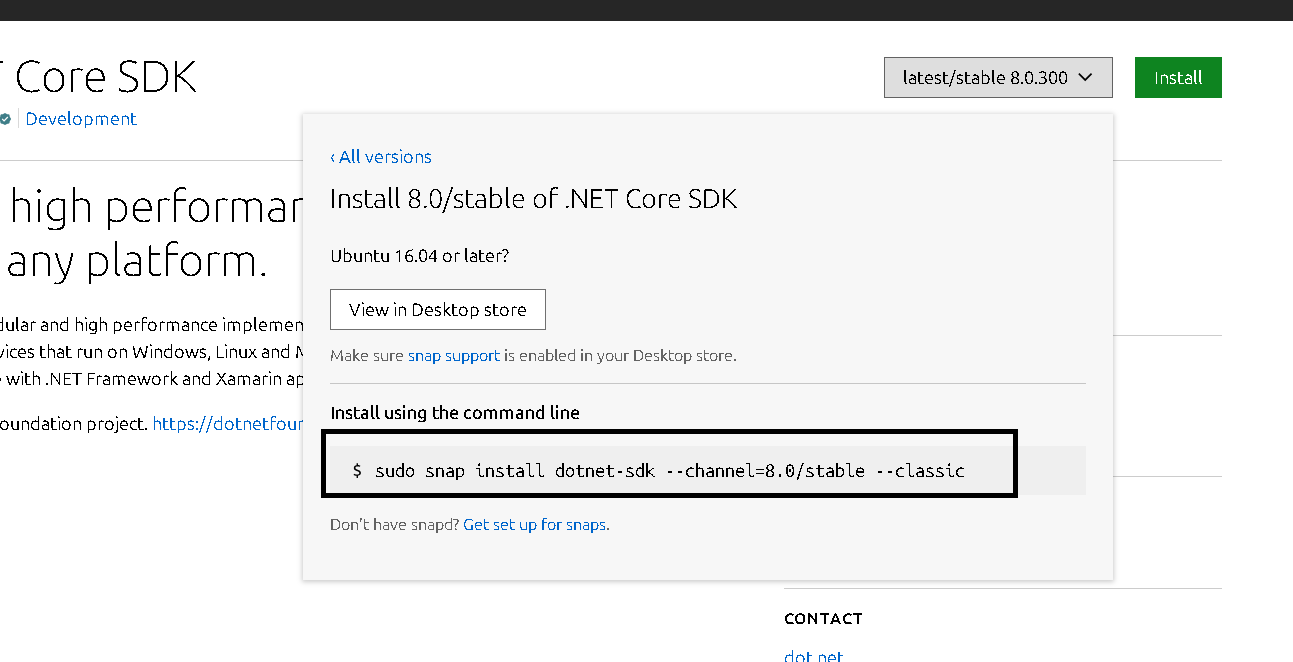 Core SDK
latest/stable 8.0.300
Install
Development
‹ All versions
Install 8.0/stable of .NET Core SDK
high performan
any platform.
Ubuntu 16.04 or later?
View in Desktop store
dular and high performance implemen
vices that run on Windows, Linux and M
with .NET Framework and Xamarin ap
Make sure snap support is enabled in your Desktop store.
oundation project. https://dotnetfour
Install using the command line
$ sudo snap install dotnet-sdk --channel=8.0/stable --classic
Don't have snapd? Get set up for snaps.
CONTACT
dot net